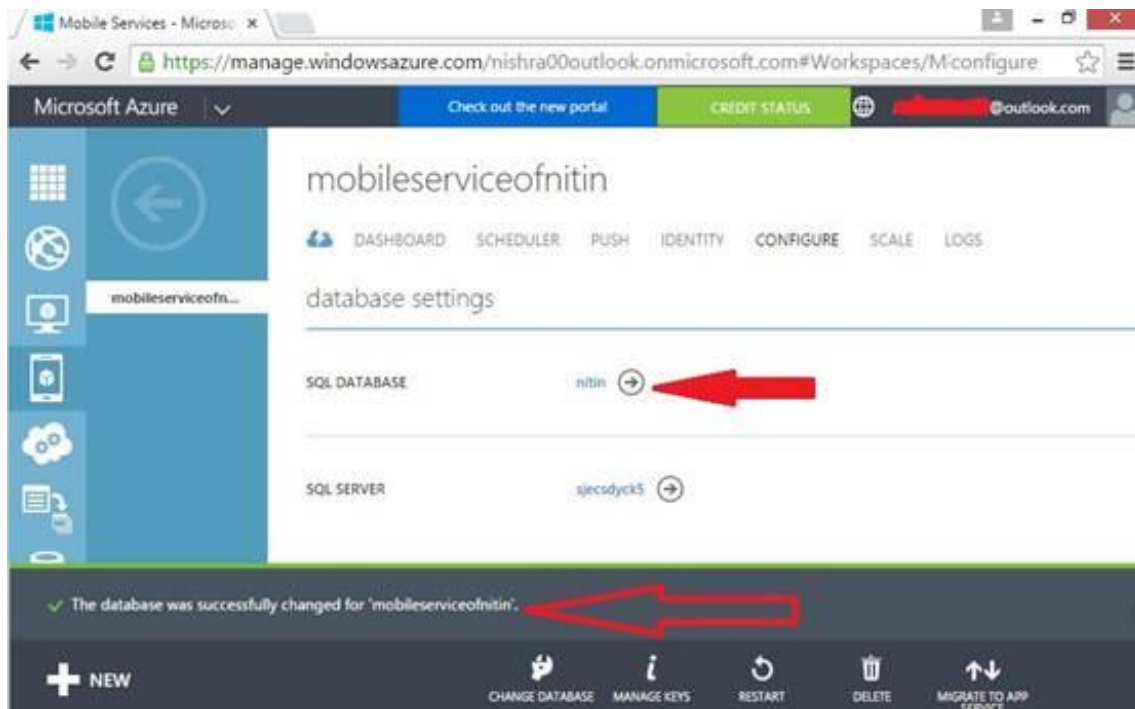 Mobile Services - Microso
https://manage.windowsazure.com/nishra00outlook.onmicrosoft.com#Workspaces/M‹configure
Microsoft Azure
Check out the new portal
CREDIT STATUS
@outlook.com
mobileserviceofnitin
DASHBOARD SCHEDULER PUSH IDENTITY CONFIGURE SCALE LOGS
mobileserviceofn...
database settings
SQL DATABASE nitin
SQL SERVER sjecsdyck5
The database was successfully changed for 'mobileserviceofnitin'.
NEW
CHANGE DATABASE MANAGE KEYS RESTART DELETE MIGRATE TO APP
SERVICE